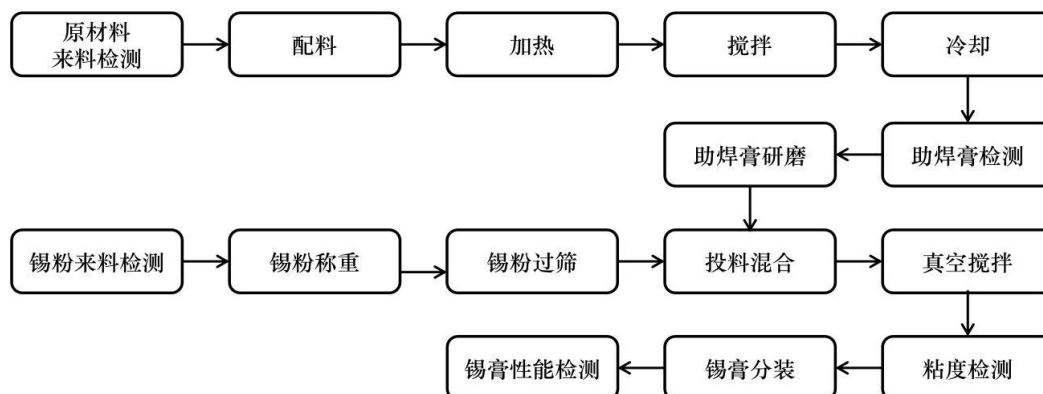 原材料
来料检测
配料
加热
搅拌
冷却
助焊膏研磨
助焊膏检测
锡粉来料检测
锡粉称重
锡粉过筛
投料混合
真空搅拌
锡膏性能检测
锡膏分装
粘度检测